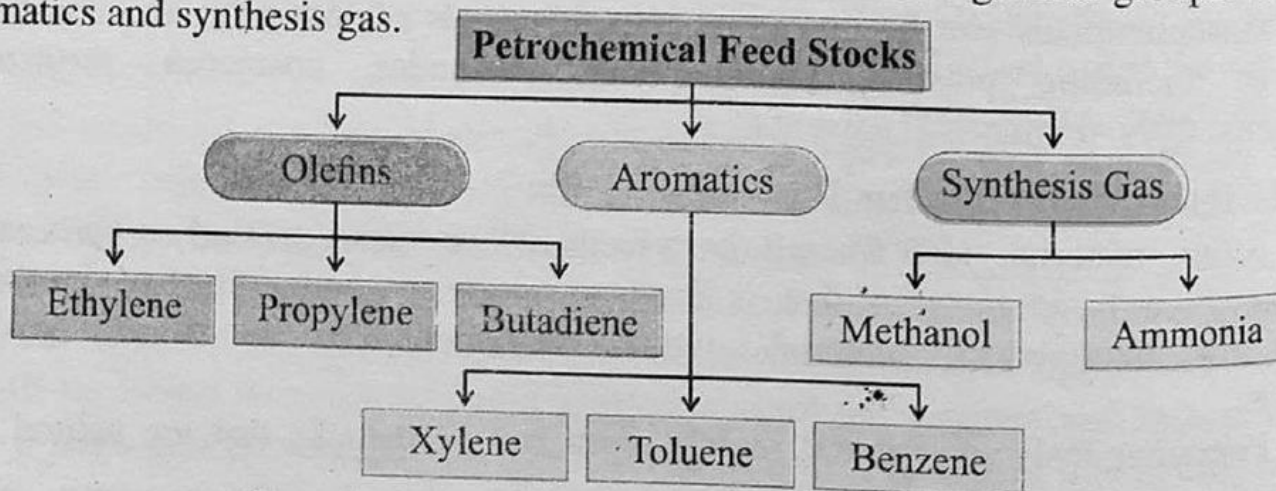 matics and synthesis gas.
Petrochemical Feed Stocks
Olefins
Aromatics
Synthesis Gas
Ethylene
Propylene
Butadiene
Methanol
Ammonia
Xylene
Toluene
Benzene